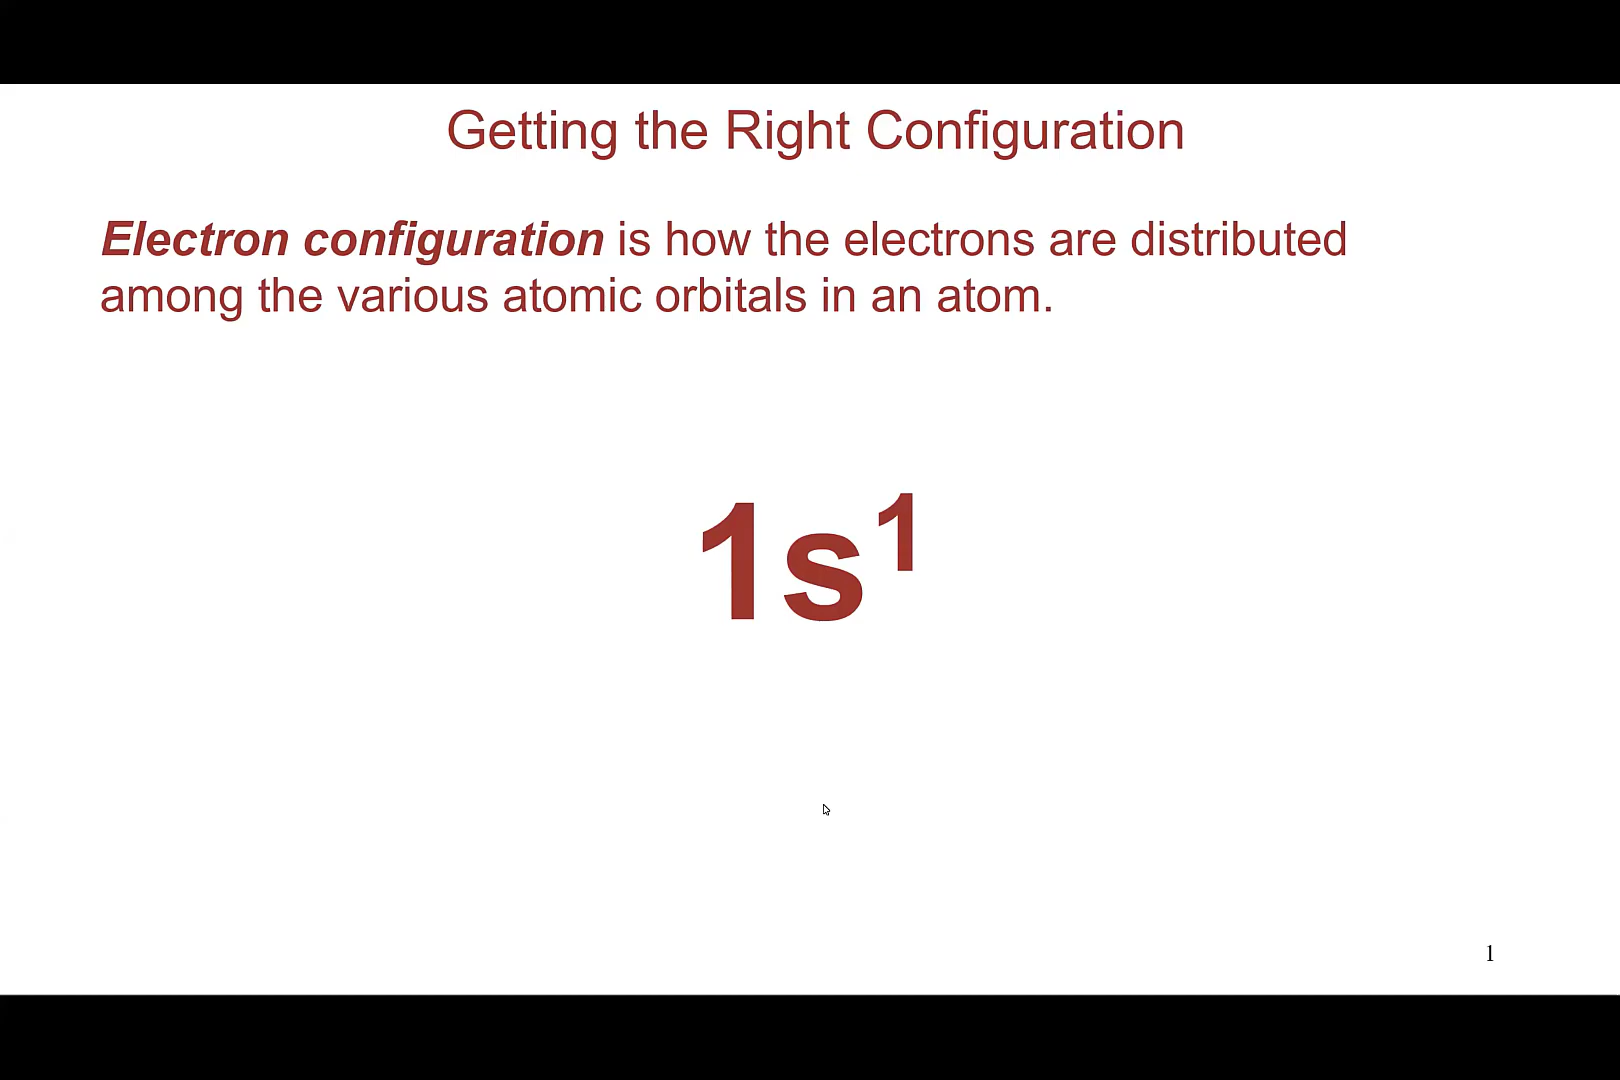 Getting the Right Configuration
Electron configuration is how the electrons are distributed
among the various atomic orbitals in an atom.
1s¹
1